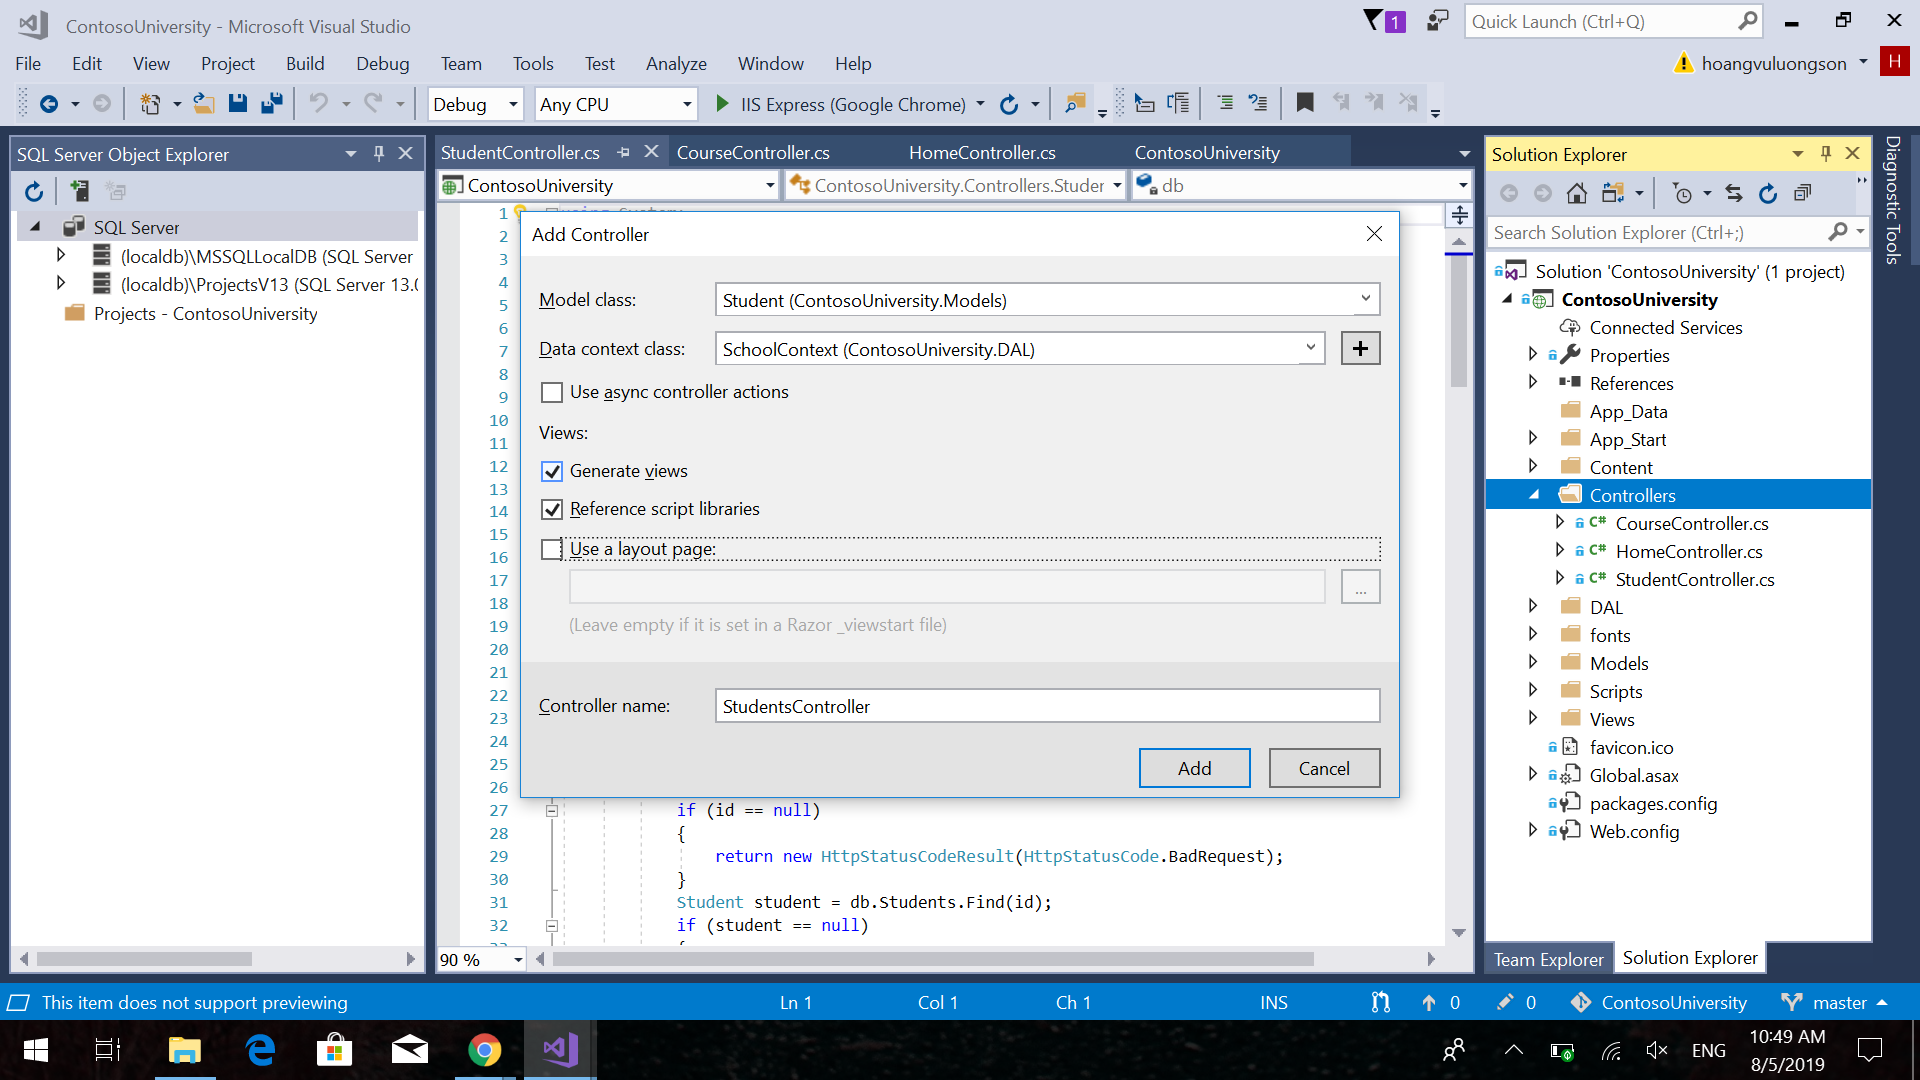 ContosoUniversity - Microsoft Visual Studio
1
Quick Launch (Ctrl+Q)
File Edit View Project Build Debug Team Tools Test Analyze Window Help
hoangvuluongson H
Debug Any CPU IIS Express (Google Chrome)
SQL Server Object Explorer
SQL Server
(localdb)\MSSQLLocalDB (SQL Server
(localdb)\ProjectsV13 (SQL Server 13.0
Projects - ContosoUniversity
StudentController.cs CourseController.cs HomeController.cs ContosoUniversity
ContosoUniversity ContosoUniversity.Controllers.Studer db
1
2
3
4
5
6
7
8
9
10
11
12
13
14
15
16
17
18
19
20
21
22
23
24
25
26
Add Controller
Model class: Student (ContosoUniversity.Models)
Data context class: SchoolContext (ContosoUniversity.DAL) +
Use async controller actions
Views:
Generate views
Reference script libraries
Use a layout page:
...
(Leave empty if it is set in a Razor _viewstart file)
Controller name: StudentsController
Add Cancel
27 if (id == null)
28 {
29 return new HttpStatusCodeResult(HttpStatusCode.BadRequest);
30 }
31 Student student = db.Students.Find(id);
32 if (student == null)
90 %
Solution Explorer
Search Solution Explorer (Ctrl+;)
Solution 'ContosoUniversity' (1 project)
ContosoUniversity
Connected Services
Properties
References
App_Data
App_Start
Content
Controllers
C# CourseController.cs
C# HomeController.cs
C# StudentController.cs
DAL
fonts
Models
Scripts
Views
favicon.ico
Global.asax
packages.config
Web.config
Team Explorer Solution Explorer
Diagnostic Tools
This item does not support previewing Ln 1 Col 1 Ch 1 INS 0 0 ContosoUniversity master
ENG
10:49 AM
8/5/2019